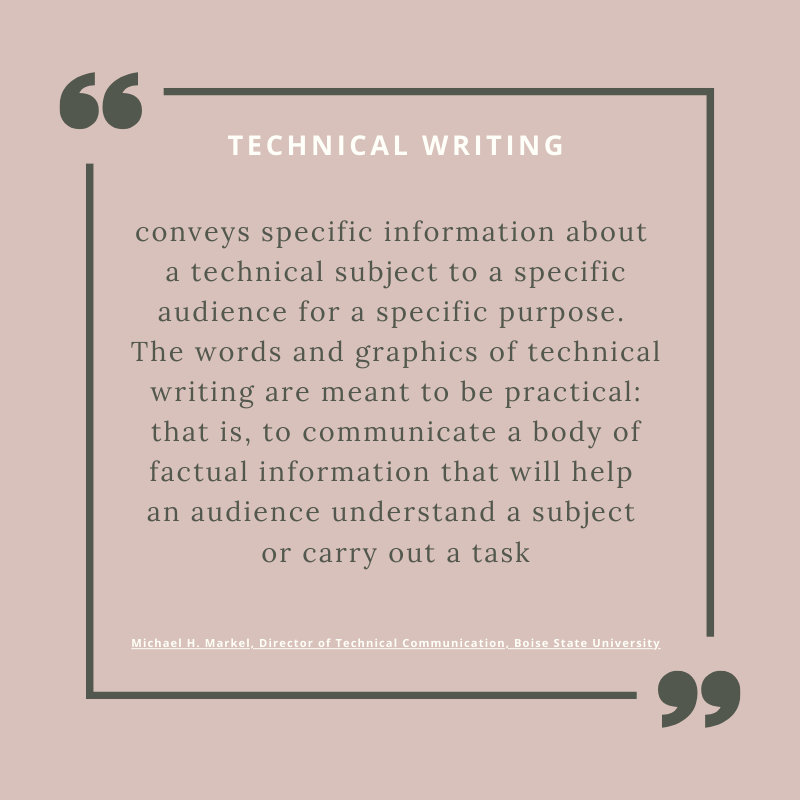 TECHNICAL WRITING
conveys specific information about
a technical subject to a specific
audience for a specific purpose.
The words and graphics of technical
writing are meant to be practical:
that is, to communicate a body of
factual information that will help
an audience understand a subject
or carry out a task
Michael H. Markel, Director of Technical Communication, Boise State University